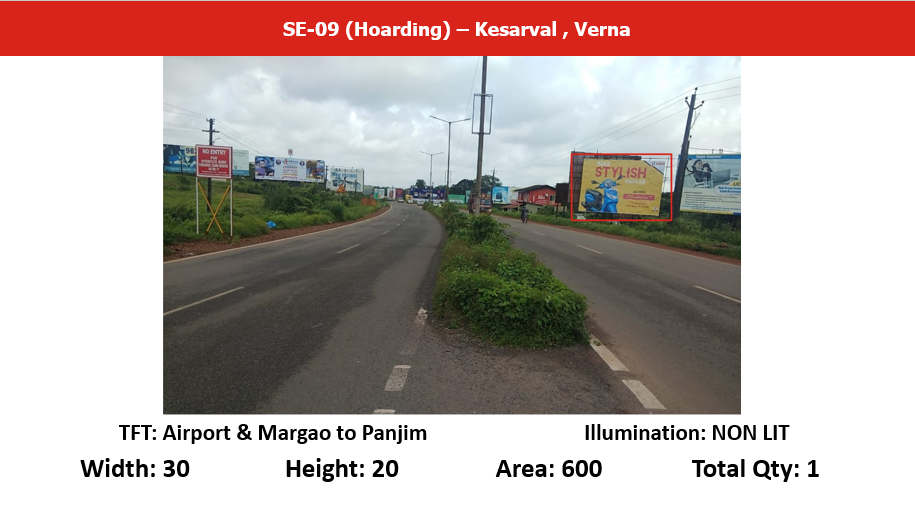 SE-09 (Hoarding) – Kesarval , Verna
NO ENTRY
STYLISH
TFT: Airport & Margao to Panjim
Illumination: NON LIT
Width: 30
Height: 20
Area: 600
Total Qty: 1